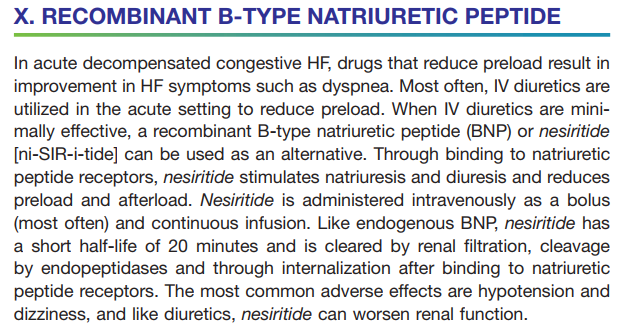 X. RECOMBINANT B-TYPE NATRIURETIC PEPTIDE
In acute decompensated congestive HF, drugs that reduce preload result in
improvement in HF symptoms such as dyspnea. Most often, IV diuretics are
utilized in the acute setting to reduce preload. When IV diuretics are mini-
mally effective, a recombinant B-type natriuretic peptide (BNP) or nesiritide
[ni-SIR-i-tide] can be used as an alternative. Through binding to natriuretic
peptide receptors, nesiritide stimulates natriuresis and diuresis and reduces
preload and afterload. Nesiritide is administered intravenously as a bolus
(most often) and continuous infusion. Like endogenous BNP, nesiritide has
a short half-life of 20 minutes and is cleared by renal filtration, cleavage
by endopeptidases and through internalization after binding to natriuretic
peptide receptors. The most common adverse effects are hypotension and
dizziness, and like diuretics, nesiritide can worsen renal function.